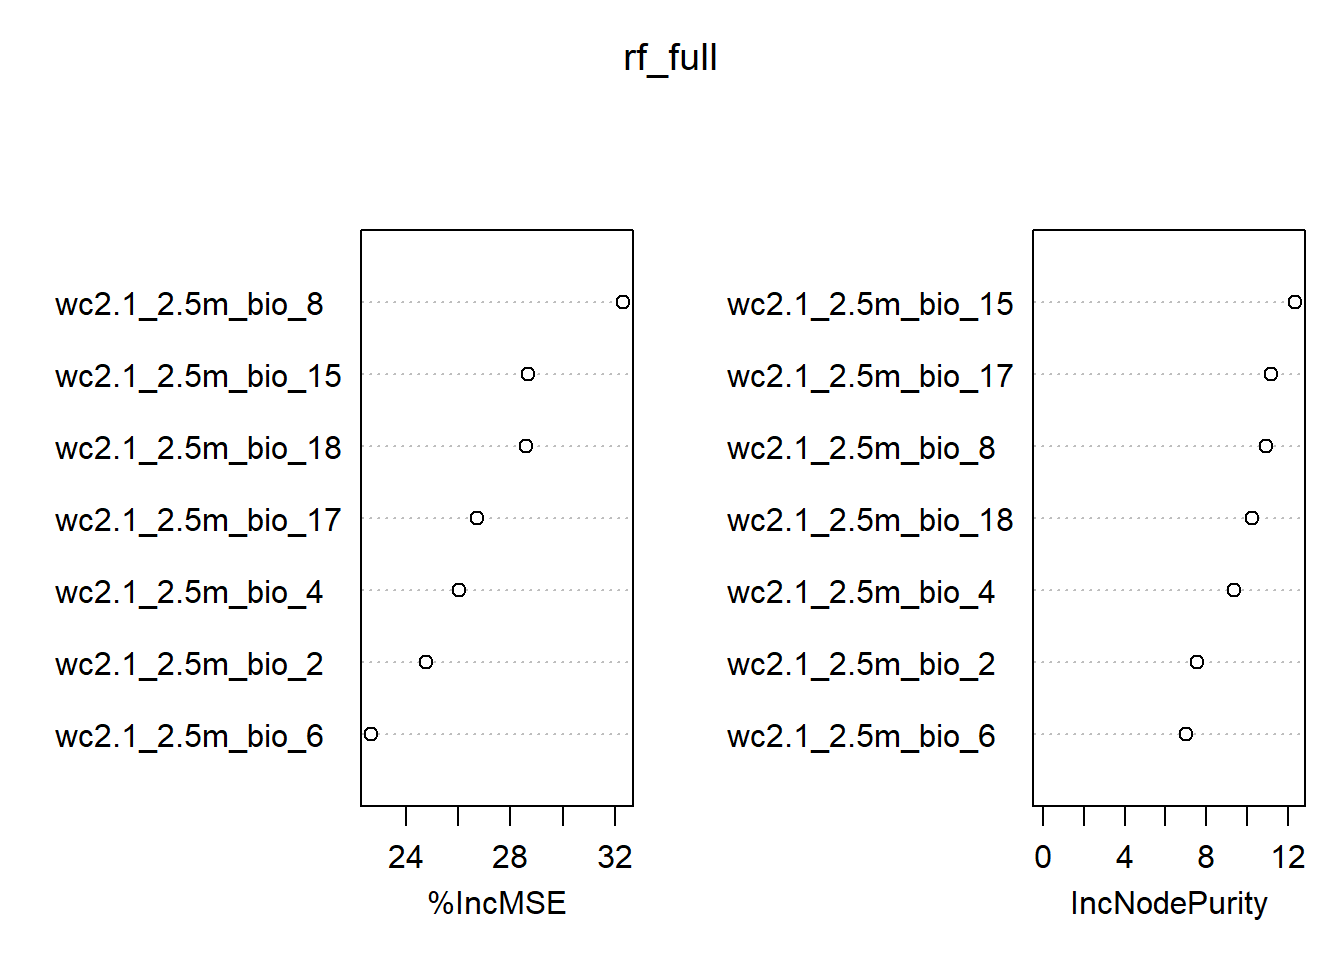 rf_full
wc2.1_2.5m_bio_8
wc2.1_2.5m_bio_15
wc2.1_2.5m_bio_18
wc2.1_2.5m_bio_17
wc2.1_2.5m_bio_4
wc2.1_2.5m_bio_2
wc2.1_2.5m_bio_6
24 28 32
%IncMSE
wc2.1_2.5m_bio_15
wc2.1_2.5m_bio_17
wc2.1_2.5m_bio_8
wc2.1_2.5m_bio_18
wc2.1_2.5m_bio_4
wc2.1_2.5m_bio_2
wc2.1_2.5m_bio_6
0 4 8 12
IncNodePurity